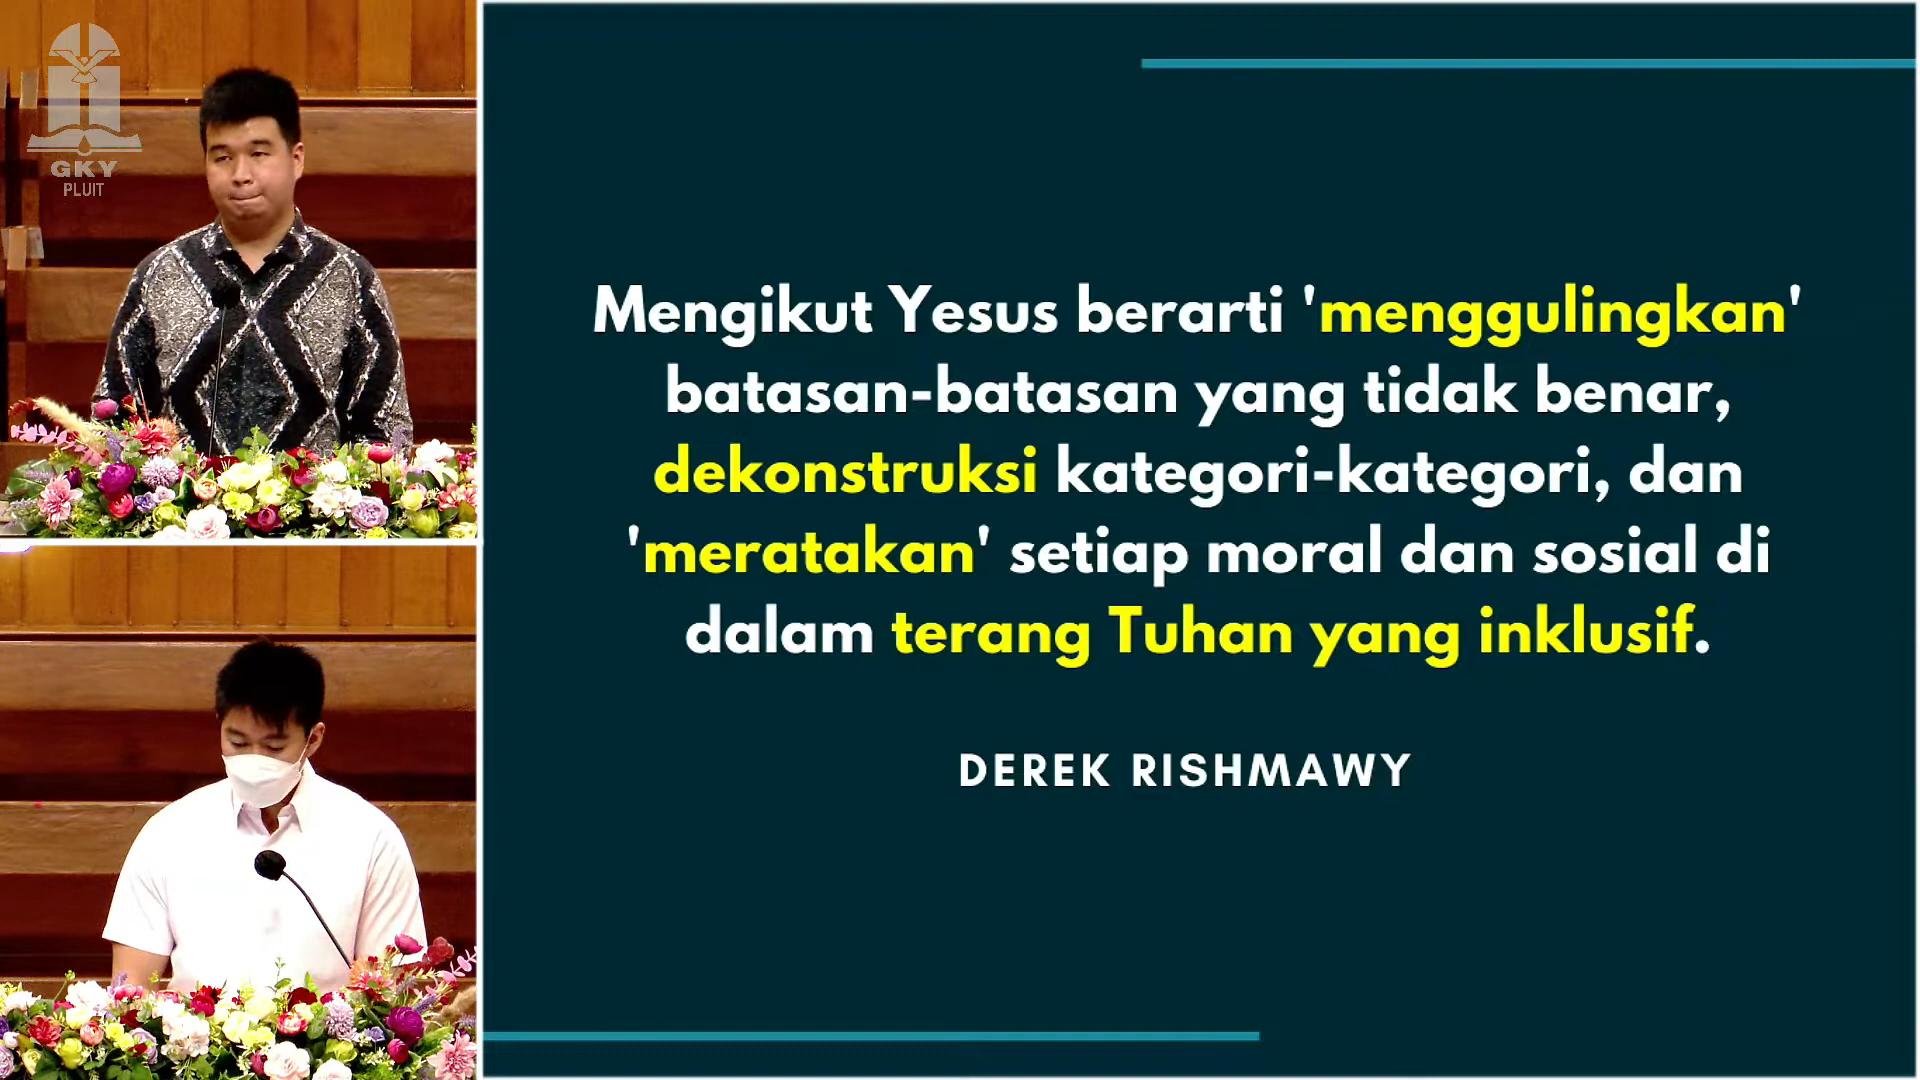 GKY
PLUIT
Mengikut Yesus berarti 'menggulingkan'
batasan-batasan yang tidak benar,
dekonstruksi kategori-kategori, dan
'meratakan' setiap moral dan sosial di
dalam terang Tuhan yang inklusif.
DEREK RISHMAWY